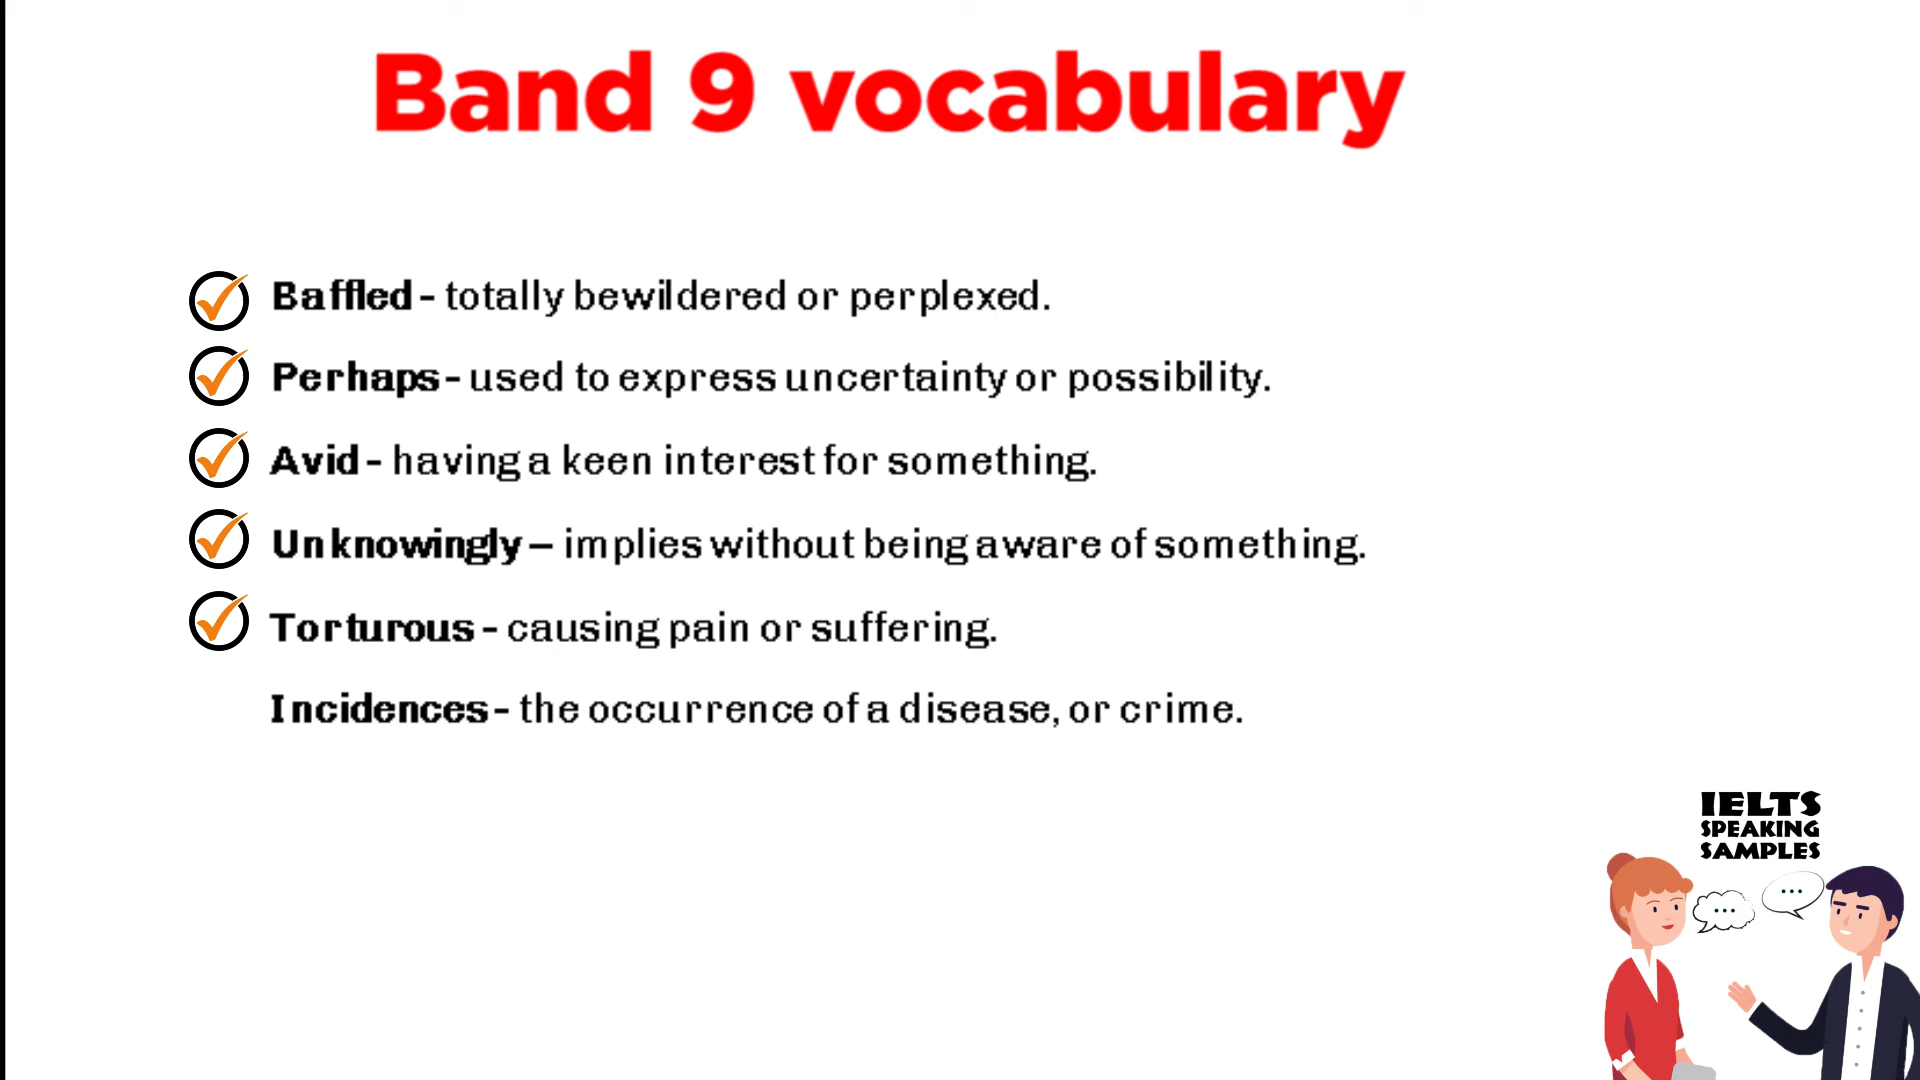 Band 9 vocabulary
Baffled - totally bewildered or perplexed.
Perhaps - used to express uncertainty or possibility.
Avid - having a keen interest for something.
Unknowingly – implies without being aware of something.
Torturous - causing pain or suffering.
Incidences - the occurrence of a disease, or crime.
IELTS
SPEAKING
SAMPLES